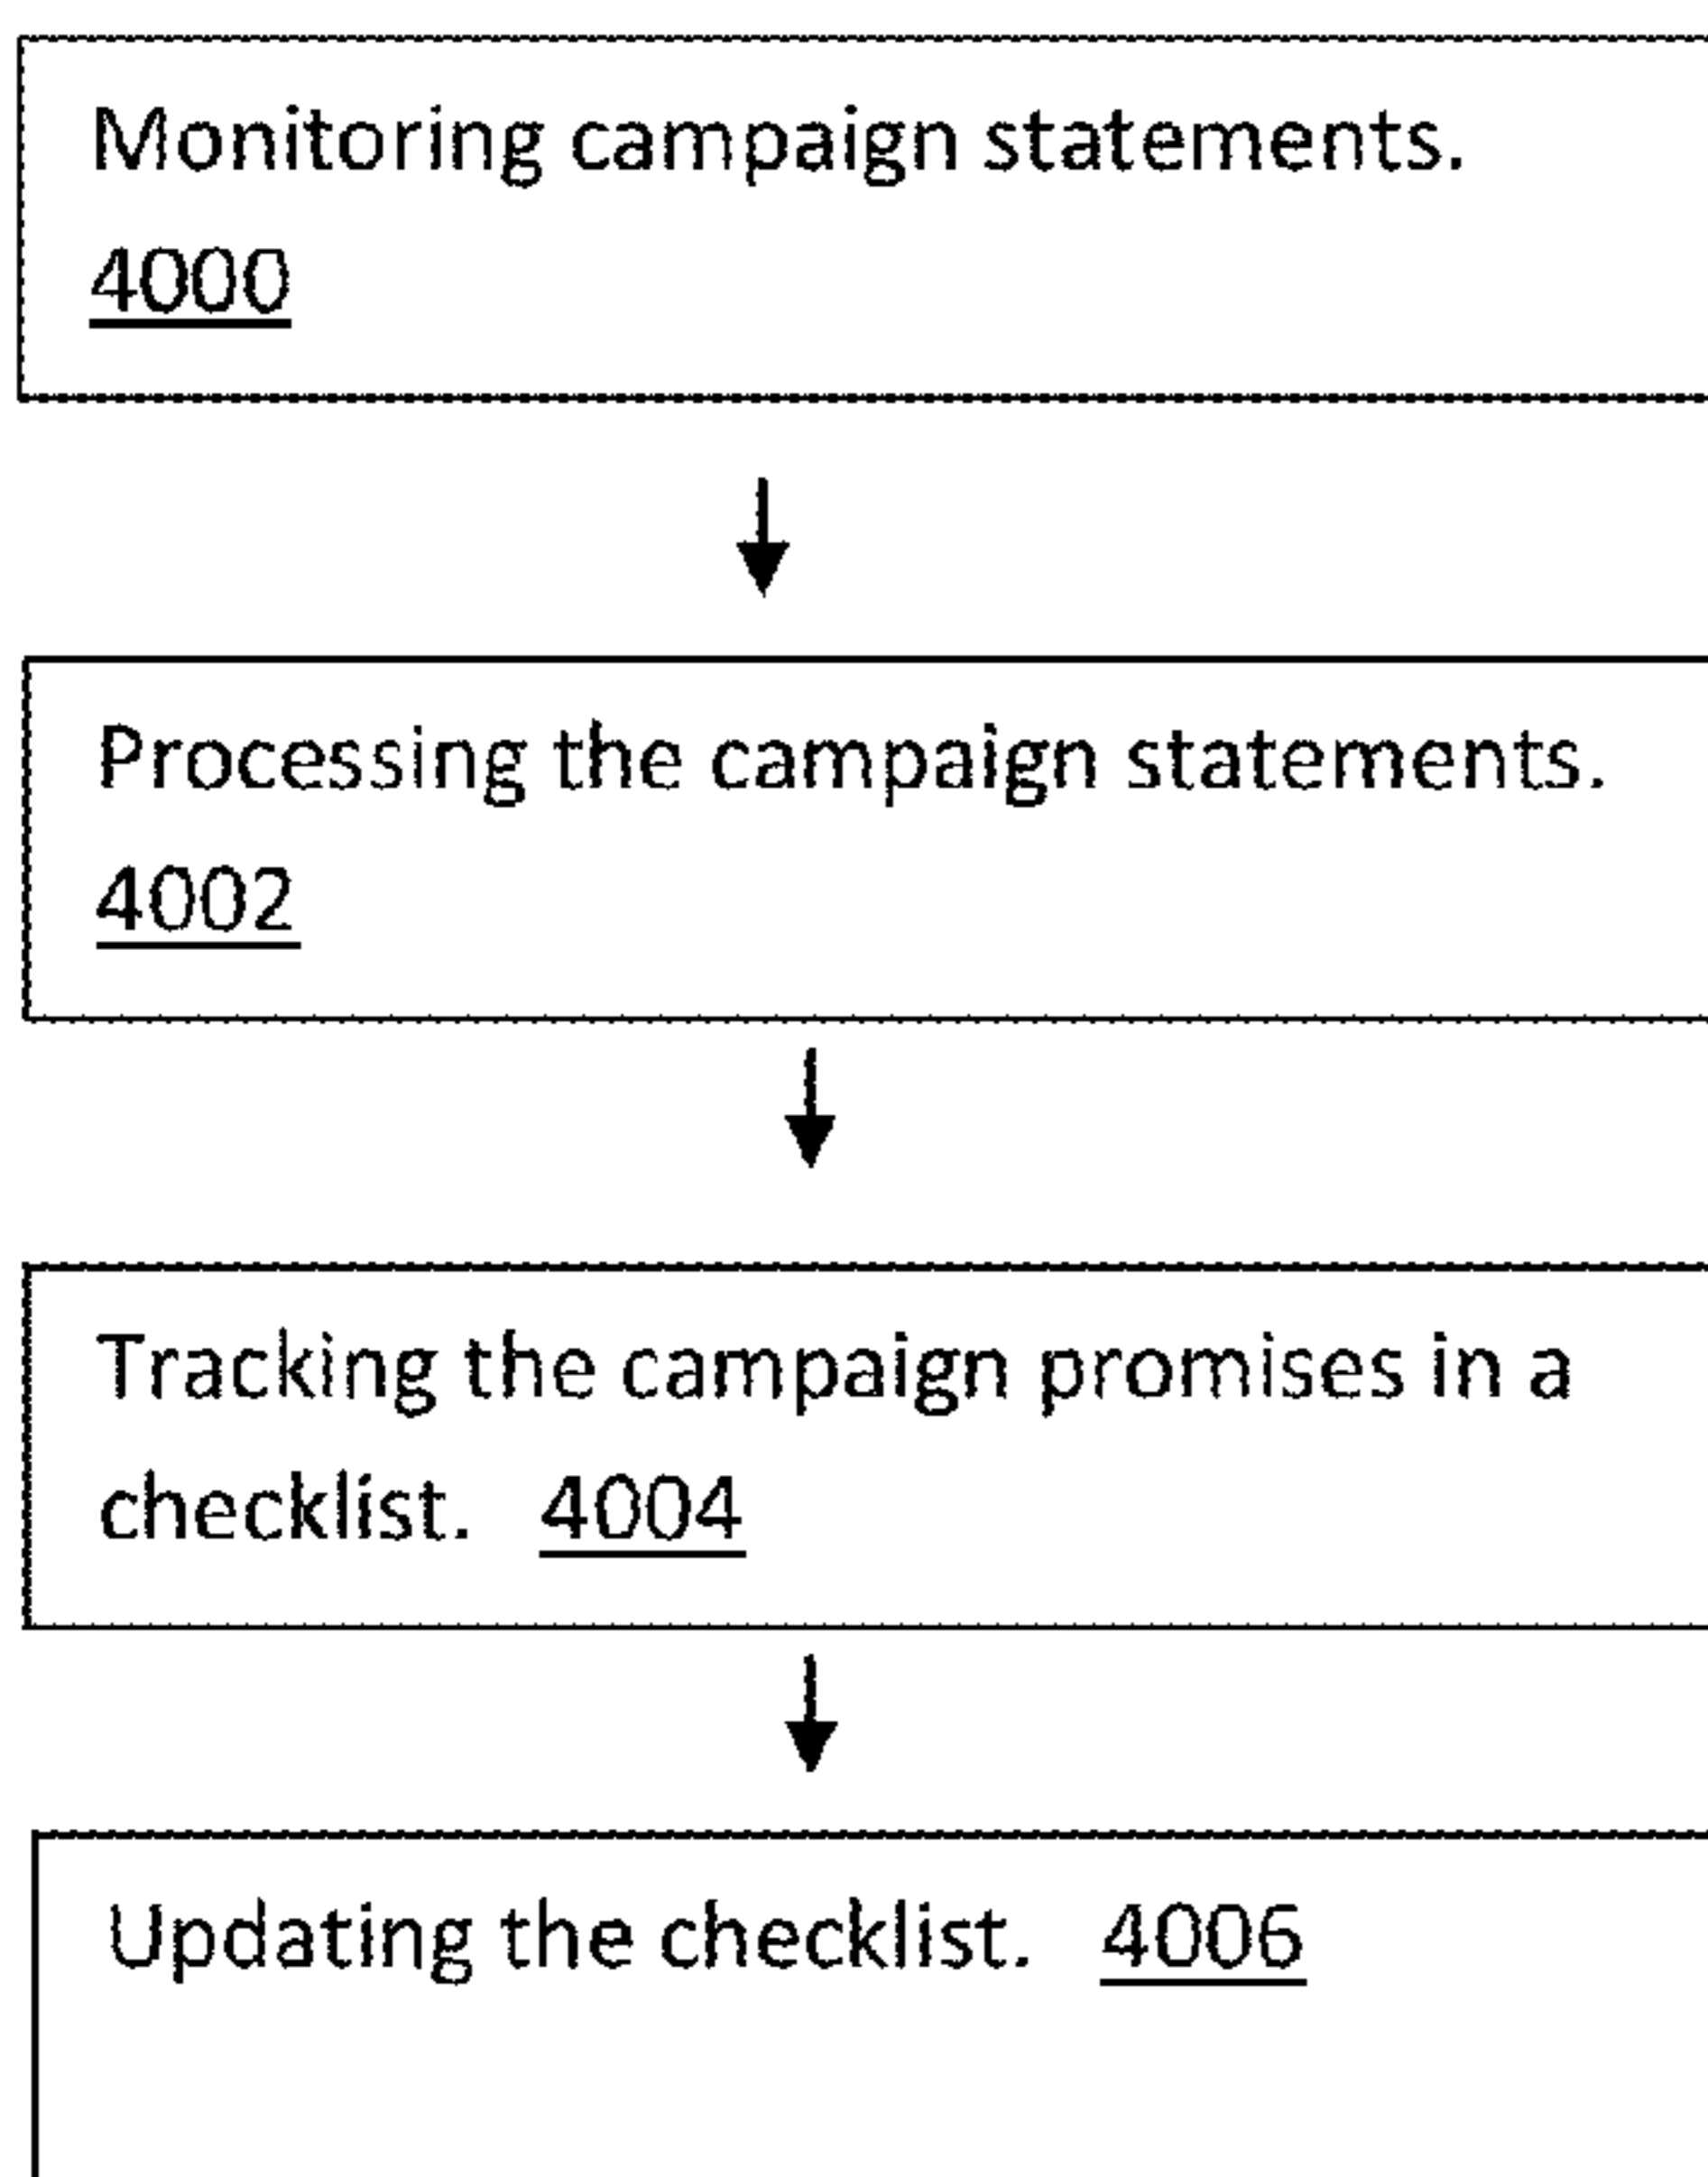 Monitoring campaign statements.
4000
Processing the campaign statements.
4002
Tracking the campaign promises in a
checklist. 4004
Updating the checklist. 4006